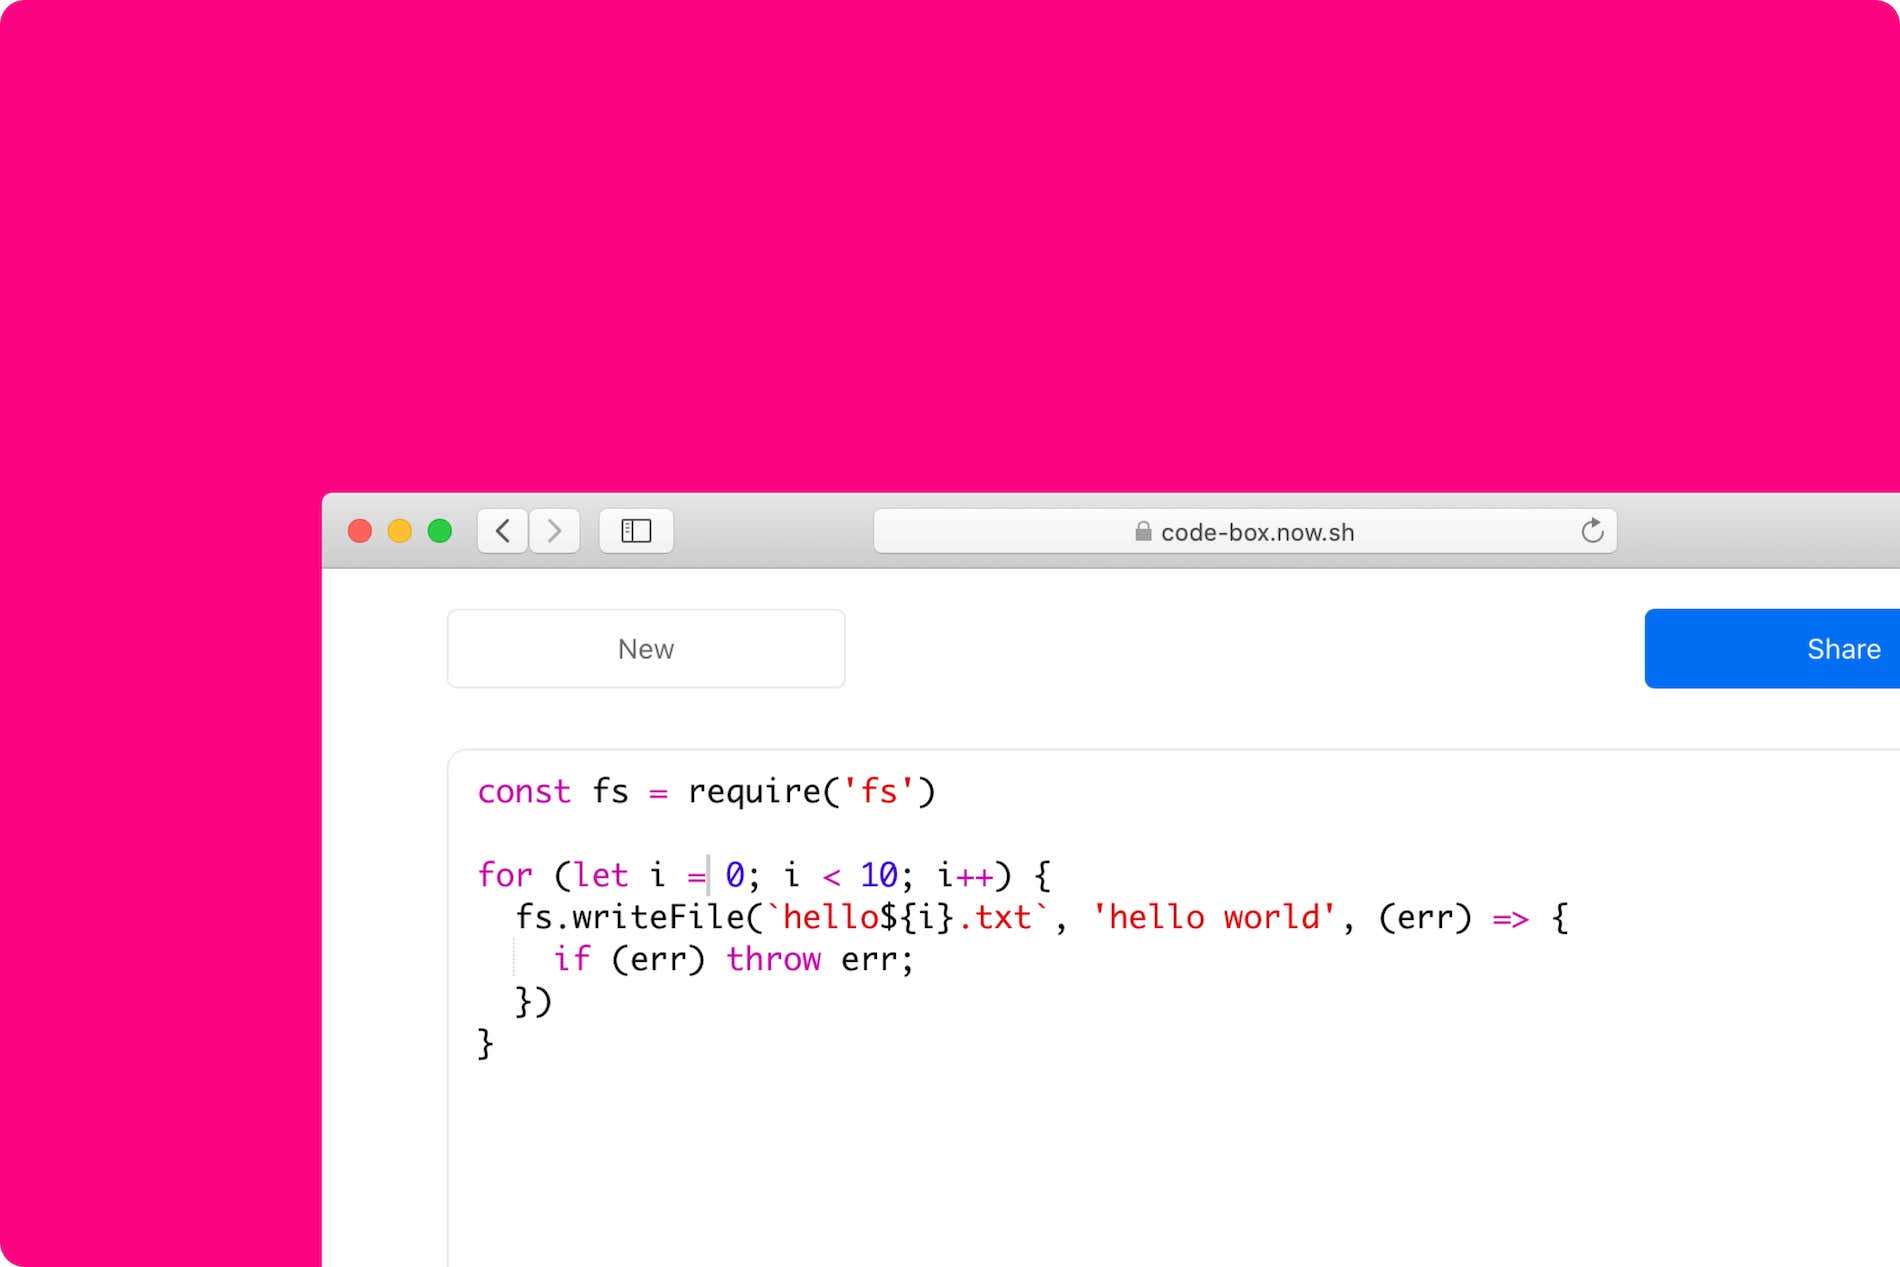 code-box.now.sh
New
Share
const fs = require('fs')
for (let i = 0; i < 10; i++) {
  fs.writeFile(`hello${i}.txt`, 'hello world', (err) => {
    if (err) throw err;
  })
}